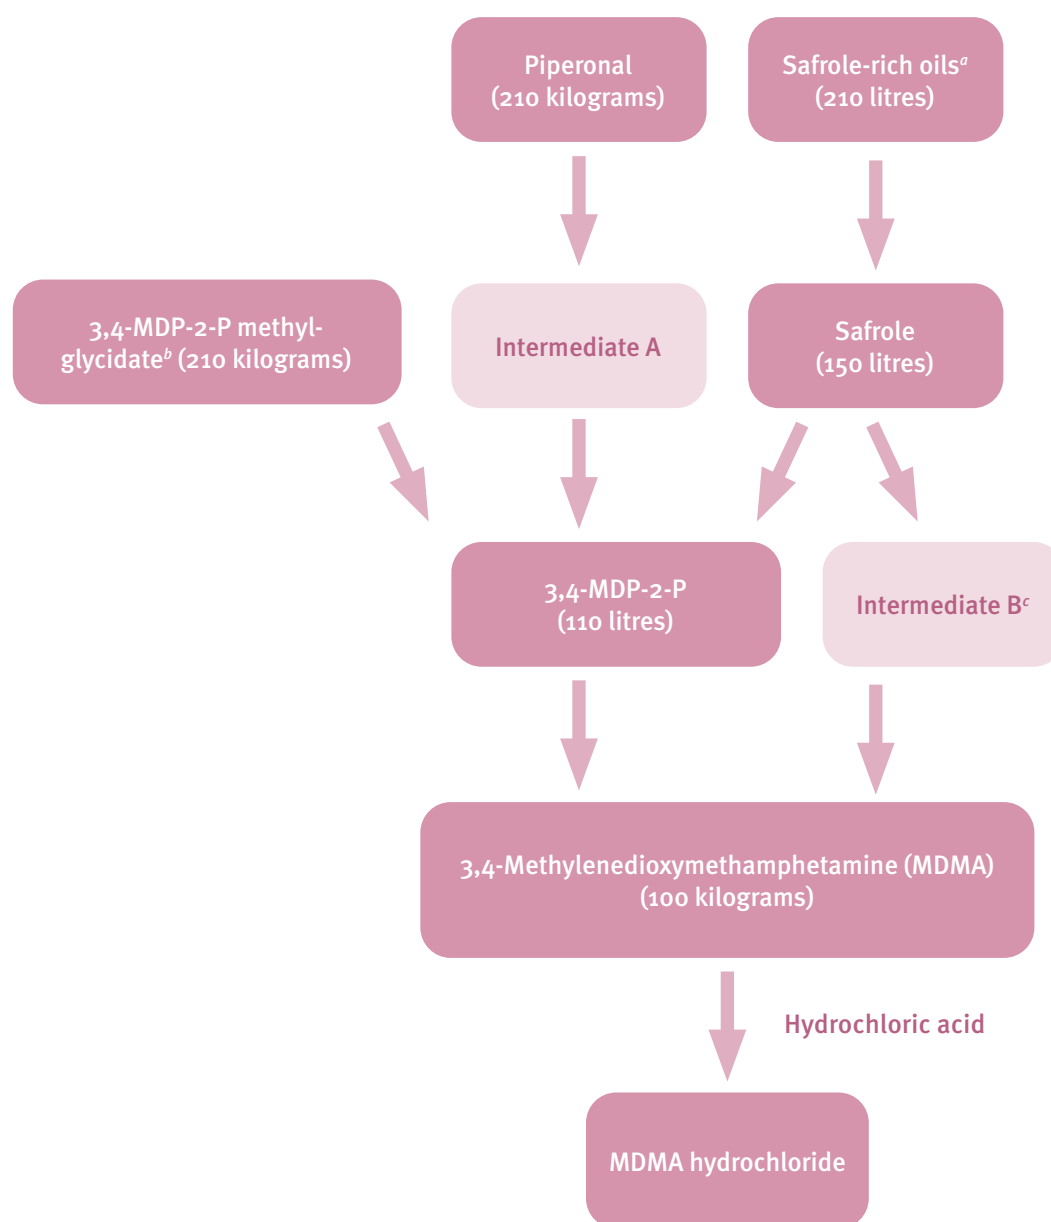 Piperonal
(210 kilograms)
Safrole-rich oilsᵃ
(210 litres)
3,4-MDP-2-P methyl-
glycidateᵇ (210 kilograms)
Intermediate A
Safrole
(150 litres)
3,4-MDP-2-P
(110 litres)
Intermediate Bᶜ
3,4-Methylenedioxymethamphetamine (MDMA)
(100 kilograms)
Hydrochloric acid
MDMA hydrochloride